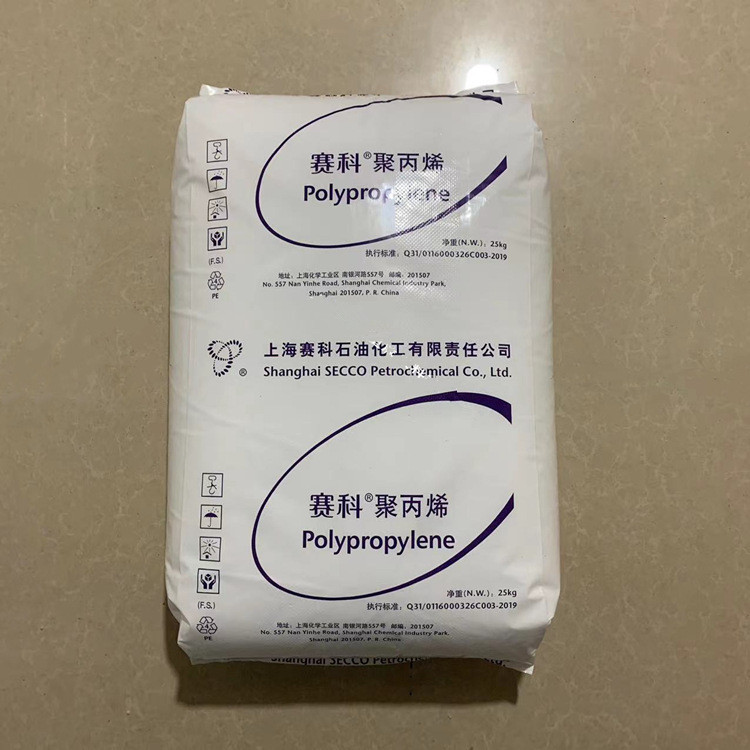 赛科®聚丙烯
Polypropylene
净重(N.W.): 25kg
执行标准: Q31/0116000326C003-2019
(F.S.)
4
PE
地址: 上海化学工业区 南银河路557号 邮编: 201507
No. 557 Nan Yinhe Road, Shanghai Chemical Industry Park,
Shanghai 201507, P. R. China
上海赛科石油化工有限责任公司
® Shanghai SECCO Petrochemical Co., Ltd.
赛科®聚丙烯
Polypropylene
净重(N.W.): 25kg
执行标准: Q31/0116000326C003-2019
(F.S.)
4
PE
地址: 上海化学工业区 南银河路557号 邮编: 201507
No. 557 Nan Yinhe Road, Shanghai Chemical Industry Park,
Shanghai 201507, P. R. China
Shanghai SECCO Petrochemical